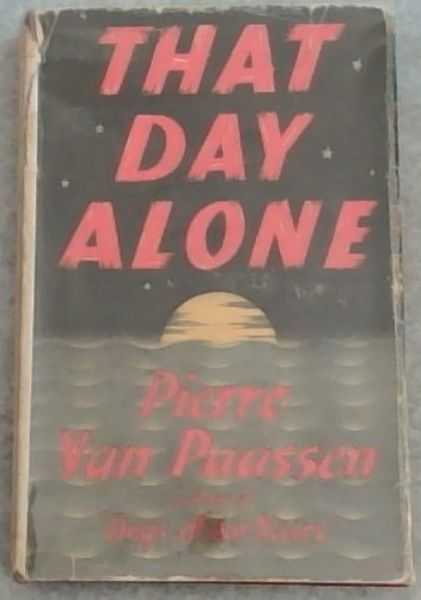 THAT
DAY
ALONE
Pierre
Van Paassen
author of
"Days of Our Years"